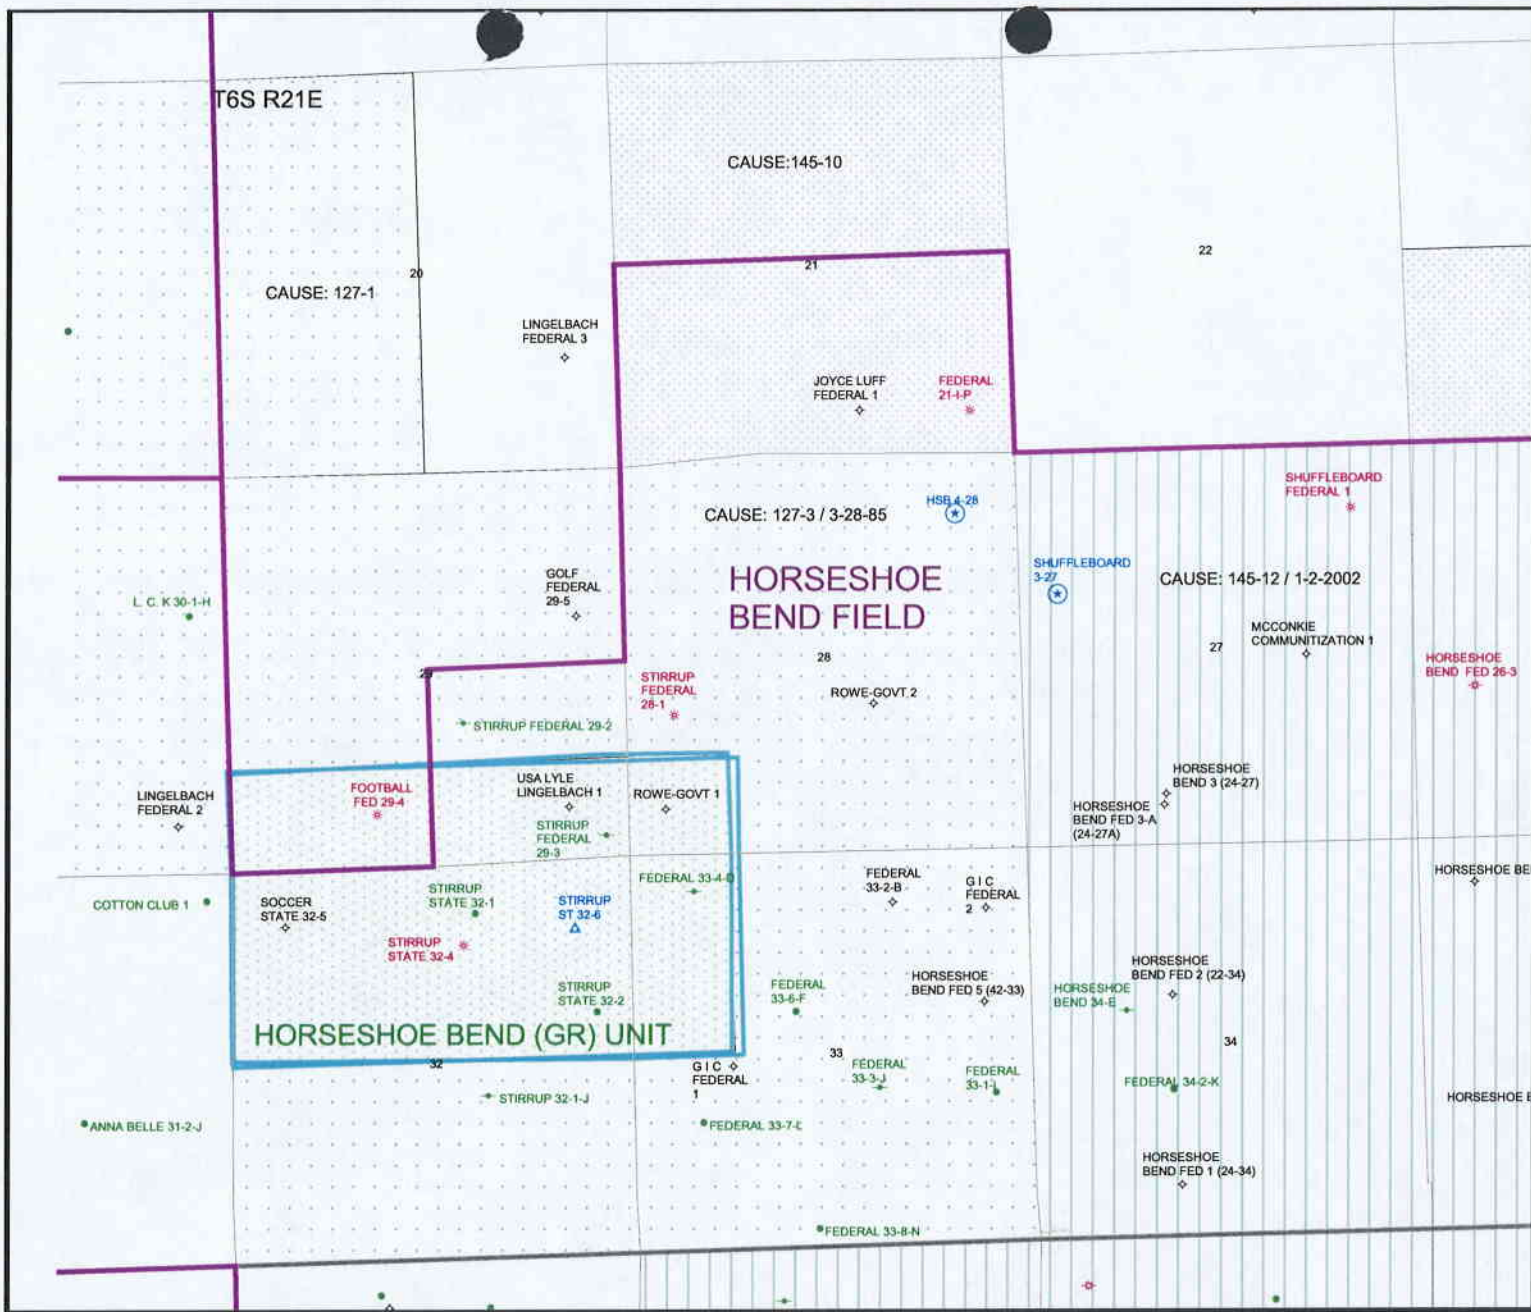 T6S R21E
CAUSE:145-10
22
21
20
CAUSE: 127-1
LINGELBACH
FEDERAL 3
JOYCE LUFF
FEDERAL 1
FEDERAL
21-I-P
SHUFFLEBOARD
FEDERAL 1
HSB 4-28
CAUSE: 127-3 / 3-28-85
SHUFFLEBOARD
3-27
CAUSE: 145-12 / 1-2-2002
GOLF
FEDERAL
29-5
HORSESHOE
BEND FIELD
L. C. K 30-1-H
MCCONKIE
COMMUNITIZATION 1
27
28
HORSESHOE
BEND FED 26-3
29
STIRRUP
FEDERAL
28-1
ROWE-GOVT 2
STIRRUP FEDERAL 29-2
HORSESHOE
BEND 3 (24-27)
LINGELBACH
FEDERAL 2
FOOTBALL
FED 29-4
USA LYLE
LINGELBACH 1
ROWE-GOVT 1
HORSESHOE
BEND FED 3-A
(24-27A)
STIRRUP
FEDERAL
29-3
HORSESHOE BE
FEDERAL 33-4-D
FEDERAL
33-2-B
G I C
FEDERAL
2
COTTON CLUB 1
SOCCER
STATE 32-5
STIRRUP
STATE 32-1
STIRRUP
ST 32-6
STIRRUP
STATE 32-4
HORSESHOE
BEND FED 2 (22-34)
HORSESHOE
BEND FED 5 (42-33)
STIRRUP
STATE 32-2
FEDERAL
33-6-F
HORSESHOE
BEND 34-E
HORSESHOE BEND (GR) UNIT
34
33
32
G I C
FEDERAL
1
FEDERAL
33-3-J
FEDERAL
33-1-I
FEDERAL 34-2-K
STIRRUP 32-1-J
HORSESHOE B
ANNA BELLE 31-2-J
FEDERAL 33-7-L
HORSESHOE
BEND FED 1 (24-34)
FEDERAL 33-8-N